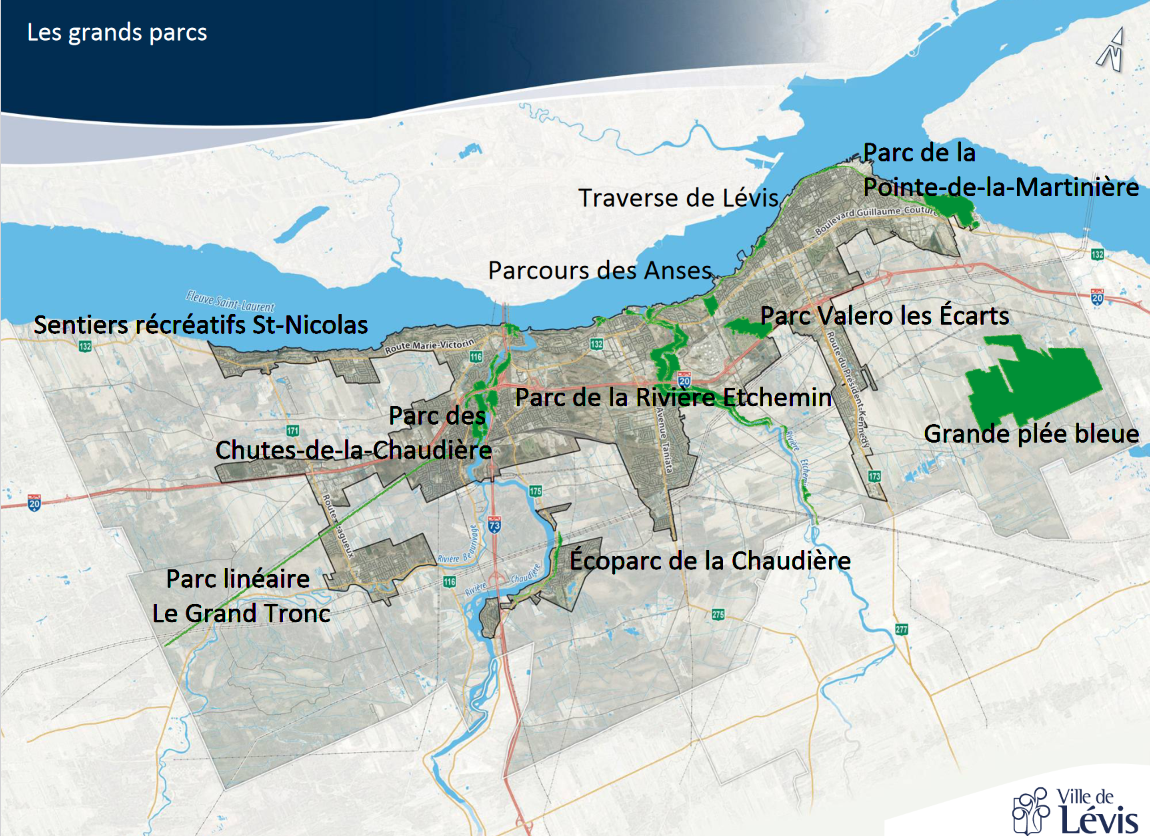 Les grands parcs
N
Parc de la
Pointe-de-la-Martinière
Traverse de Lévis
Boulevard Guillaume-Couture
Parcours des Anses
132
20
Fleuve Saint-Laurent
Sentiers récréatifs St-Nicolas
Parc Valero les Écarts
132
Route Marie-Victorin
116
132
Route du Président-Kennedy
20
Parc de la Rivière Etchemin
Parc des
Chutes-de-la-Chaudière
171
Avenue Taniata
Grande plée bleue
Rivière Etchemin
173
20
175
Route Lagueux
73
Rivière Beaurivage
Écoparc de la Chaudière
Parc linéaire
Le Grand Tronc
116
Rivière Chaudière
275
277
Ville de
Lévis